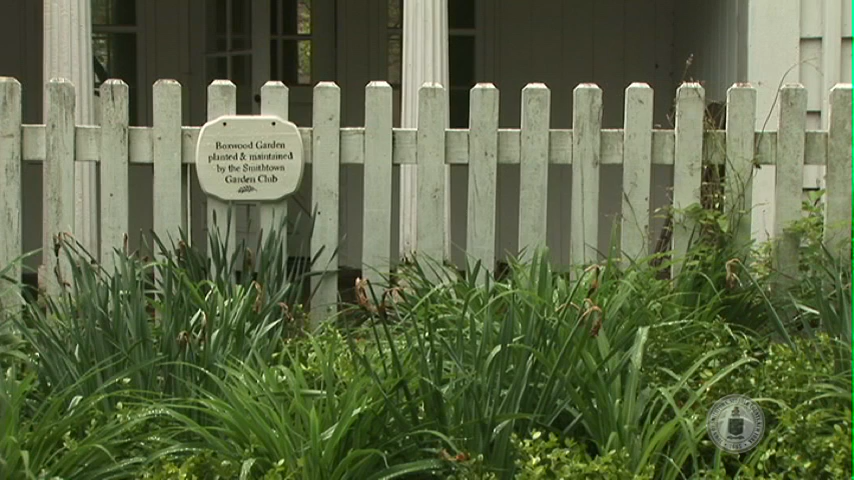 Boxwood Garden
planted & maintained
by the Smithtown
Garden Club